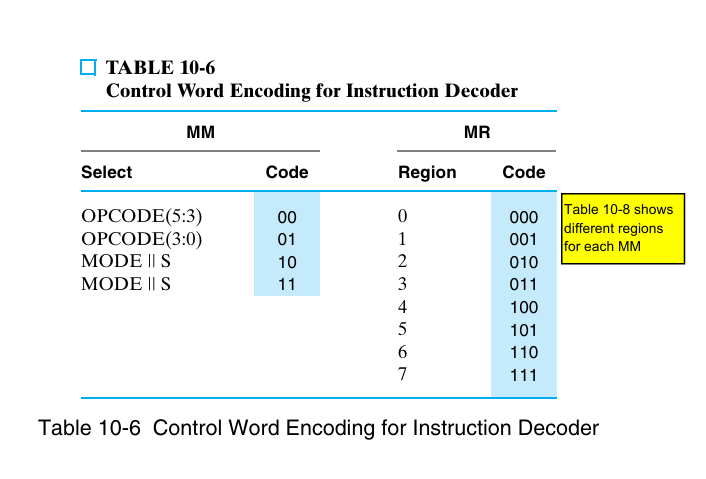 TABLE 10-6
Control Word Encoding for Instruction Decoder
MM MR
Select Code Region Code
OPCODE(5:3) 00 0 000
OPCODE(3:0) 01 1 001
MODE || S 10 2 010
MODE || S 11 3 011
4 100
5 101
6 110
7 111
Table 10-8 shows
different regions
for each MM
Table 10-6 Control Word Encoding for Instruction Decoder